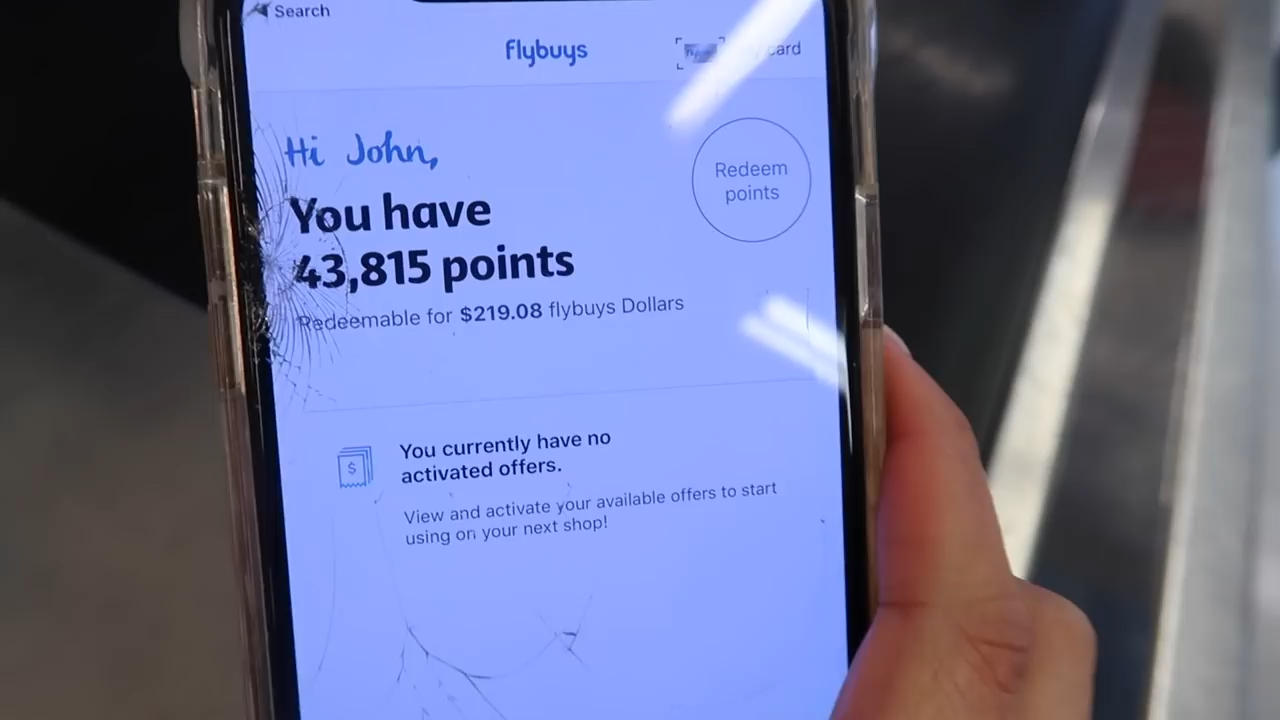 Search
flybuys
card
Hi John,
Redeem
points
You have
43,815 points
Redeemable for $219.08 flybuys Dollars
$
You currently have no
activated offers.
View and activate your available offers to start
using on your next shop!